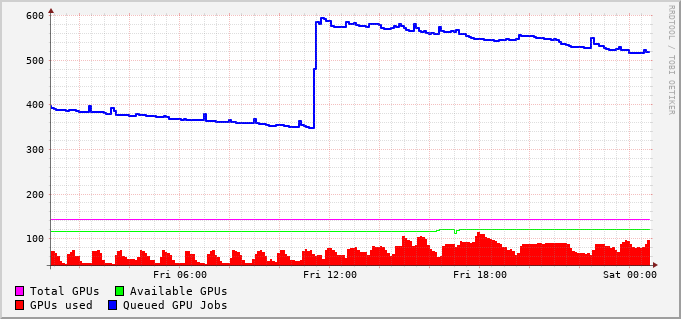 600
500
400
300
200
100
Fri 06:00 Fri 12:00 Fri 18:00 Sat 00:00
Total GPUs Available GPUs
GPUs used Queued GPU Jobs
RRDTOOL / TOBI OETIKER